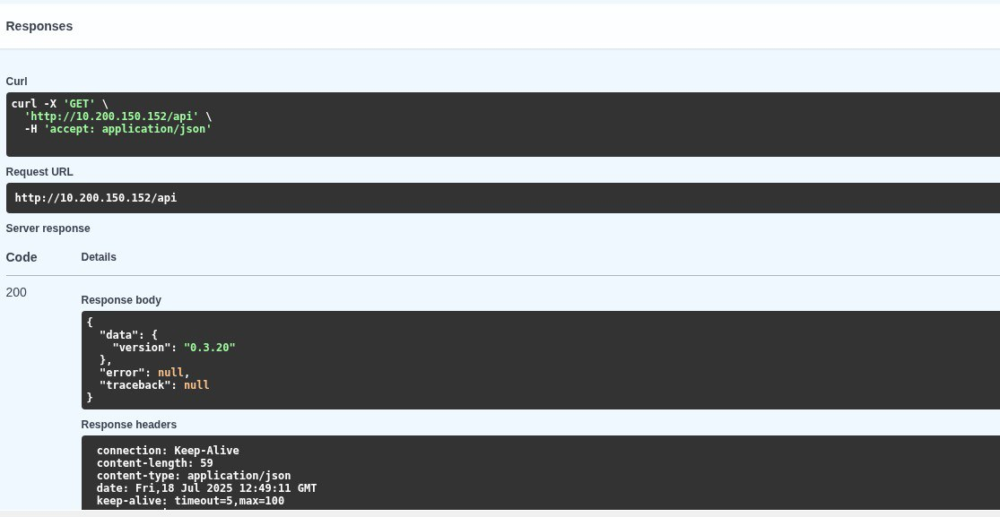 Responses
Curl
curl -X 'GET' \
  'http://10.200.150.152/api' \
  -H 'accept: application/json'
Request URL
http://10.200.150.152/api
Server response
Code Details
200
Response body
{
  "data": {
    "version": "0.3.20"
  },
  "error": null,
  "traceback": null
}
Response headers
connection: Keep-Alive
content-length: 59
content-type: application/json
date: Fri,18 Jul 2025 12:49:11 GMT
keep-alive: timeout=5,max=100